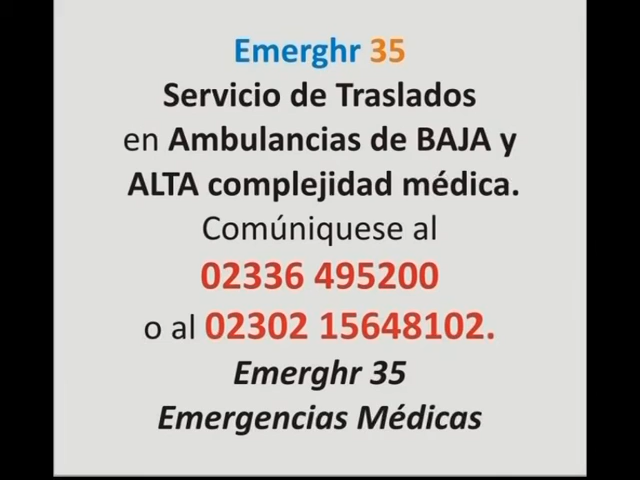 Emerghr 35
Servicio de Traslados
en Ambulancias de BAJA y
ALTA complejidad médica.
Comúniquese al
02336 495200
o al 02302 15648102.
Emerghr 35
Emergencias Médicas